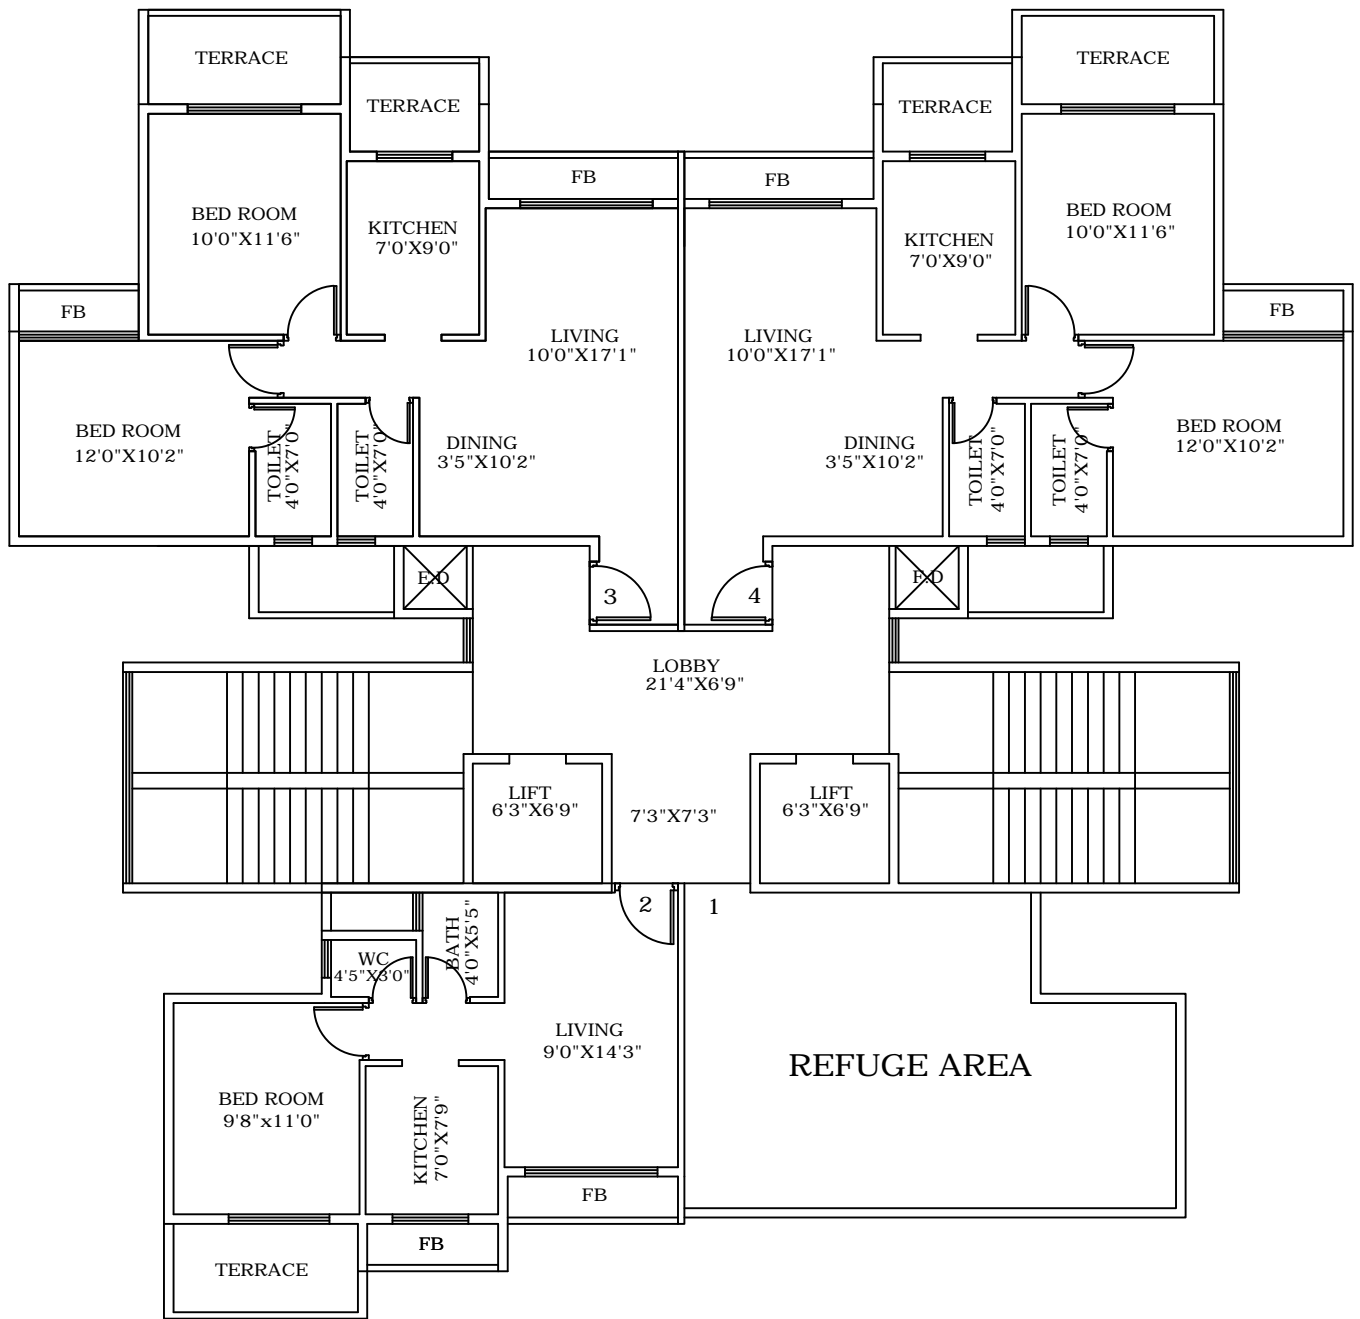 TERRACE
TERRACE
TERRACE
TERRACE
FB
FB
BED ROOM
10'0"X11'6"
KITCHEN
7'0'X9'0"
KITCHEN
7'0'X9'0"
BED ROOM
10'0"X11'6"
FB
FB
LIVING
10'0"X17'1"
LIVING
10'0"X17'1"
BED ROOM
12'0"X10'2"
TOILET
4'0"X7'0"
TOILET
4'0"X7'0"
DINING
3'5"X10'2"
DINING
3'5"X10'2"
TOILET
4'0"X7'0"
TOILET
4'0"X7'0"
BED ROOM
12'0"X10'2"
E.D
3
4
F.D
LOBBY
21'4"X6'9"
LIFT
6'3"X6'9"
7'3"X7'3"
LIFT
6'3"X6'9"
2
1
BATH
4'0"X5'5"
WC
4'5"X3'0"
LIVING
9'0"X14'3"
REFUGE AREA
BED ROOM
9'8"x11'0"
KITCHEN
7'0"X7'9"
FB
FB
TERRACE